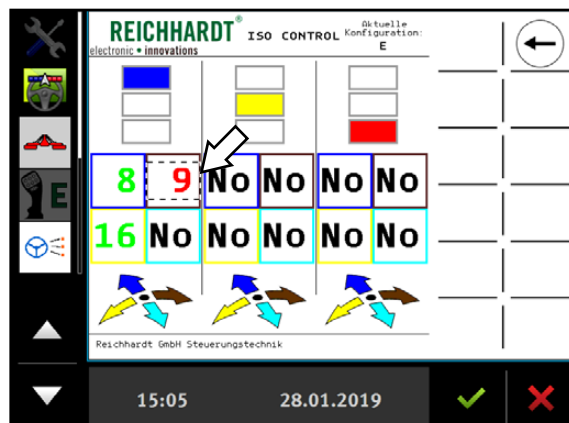 REICHHARDT®
electronic • innovations
ISO CONTROL
Aktuelle
Konfiguration:
E
8 9 No No No No
16 No No No No No
E
Reichhardt GmbH Steuerungstechnik
15:05 28.01.2019